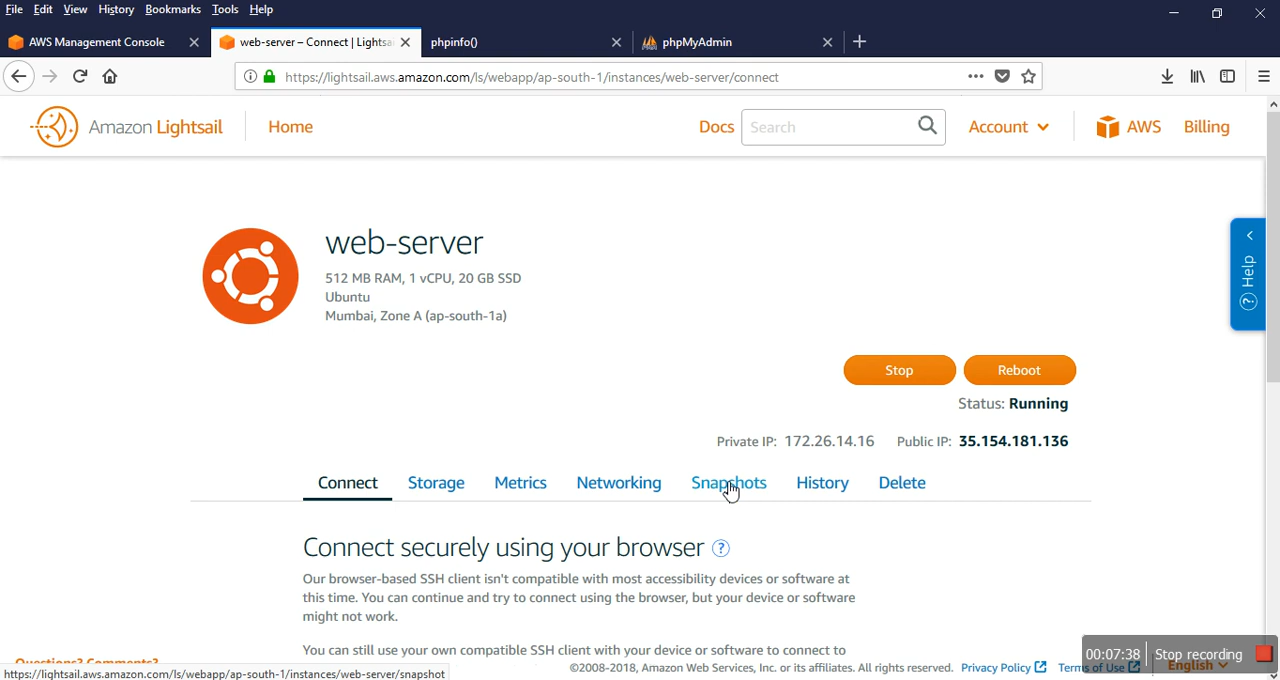 File Edit View History Bookmarks Tools Help
AWS Management Console
web-server – Connect | Lightsa
phpinfo()
phpMyAdmin
https://lightsail.aws.amazon.com/ls/webapp/ap-south-1/instances/web-server/connect
Amazon Lightsail
Home
Docs
Search
Account
AWS
Billing
Help
web-server
512 MB RAM, 1 vCPU, 20 GB SSD
Ubuntu
Mumbai, Zone A (ap-south-1a)
Stop
Reboot
Status: Running
Private IP: 172.26.14.16 Public IP: 35.154.181.136
Connect Storage Metrics Networking Snapshots History Delete
Connect securely using your browser ?
Our browser-based SSH client isn't compatible with most accessibility devices or software at
this time. You can continue and try to connect using the browser, but your device or software
might not work.
You can still use your own compatible SSH client with your device or software to connect to
Questions? Comments?
©2008-2018, Amazon Web Services, Inc. or its affiliates. All rights reserved. Privacy Policy Terms of Use English
00:07:38 Stop recording
https://lightsail.aws.amazon.com/ls/webapp/ap-south-1/instances/web-server/snapshot